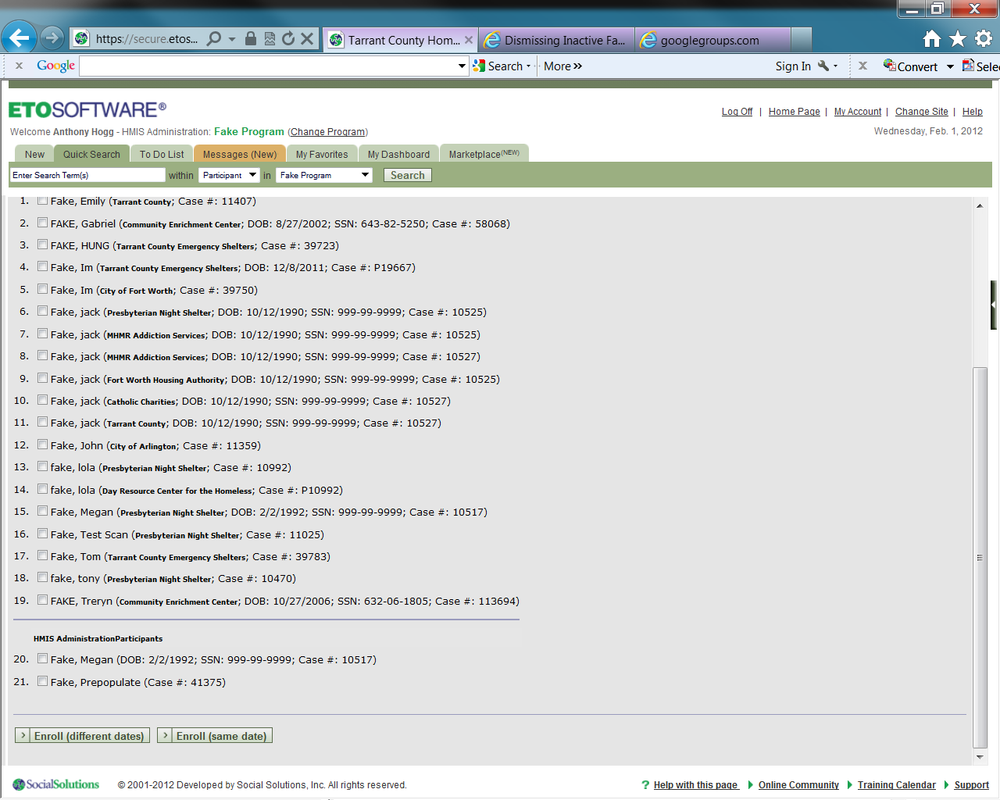 https://secure.etos...
Tarrant County Hom...
Dismissing Inactive Fa...
googlegroups.com
x Google Search More »
Sign In
x Convert Selec
ETOSOFTWARE®
Log Off | Home Page | My Account | Change Site | Help
Welcome Anthony Hogg - HMIS Administration: Fake Program (Change Program)
Wednesday, Feb. 1, 2012
New Quick Search To Do List Messages (New) My Favorites My Dashboard Marketplace(NEW)
Enter Search Term(s) within Participant in Fake Program Search
1. Fake, Emily (Tarrant County; Case #: 11407)
2. FAKE, Gabriel (Community Enrichment Center; DOB: 8/27/2002; SSN: 643-82-5250; Case #: 58068)
3. FAKE, HUNG (Tarrant County Emergency Shelters; Case #: 39723)
4. Fake, Im (Tarrant County Emergency Shelters; DOB: 12/8/2011; Case #: P19667)
5. Fake, Im (City of Fort Worth; Case #: 39750)
6. Fake, jack (Presbyterian Night Shelter; DOB: 10/12/1990; SSN: 999-99-9999; Case #: 10525)
7. Fake, jack (MHMR Addiction Services; DOB: 10/12/1990; SSN: 999-99-9999; Case #: 10525)
8. Fake, jack (MHMR Addiction Services; DOB: 10/12/1990; SSN: 999-99-9999; Case #: 10527)
9. Fake, jack (Fort Worth Housing Authority; DOB: 10/12/1990; SSN: 999-99-9999; Case #: 10525)
10. Fake, jack (Catholic Charities; DOB: 10/12/1990; SSN: 999-99-9999; Case #: 10527)
11. Fake, jack (Tarrant County; DOB: 10/12/1990; SSN: 999-99-9999; Case #: 10527)
12. Fake, John (City of Arlington; Case #: 11359)
13. fake, lola (Presbyterian Night Shelter; Case #: 10992)
14. fake, lola (Day Resource Center for the Homeless; Case #: P10992)
15. Fake, Megan (Presbyterian Night Shelter; DOB: 2/2/1992; SSN: 999-99-9999; Case #: 10517)
16. Fake, Test Scan (Presbyterian Night Shelter; Case #: 11025)
17. Fake, Tom (Tarrant County Emergency Shelters; Case #: 39783)
18. fake, tony (Presbyterian Night Shelter; Case #: 10470)
19. FAKE, Treryn (Community Enrichment Center; DOB: 10/27/2006; SSN: 632-06-1805; Case #: 113694)
HMIS AdministrationParticipants
20. Fake, Megan (DOB: 2/2/1992; SSN: 999-99-9999; Case #: 10517)
21. Fake, Prepopulate (Case #: 41375)
Enroll (different dates) Enroll (same date)
SocialSolutions © 2001-2012 Developed by Social Solutions, Inc. All rights reserved.
? Help with this page Online Community Training Calendar Support